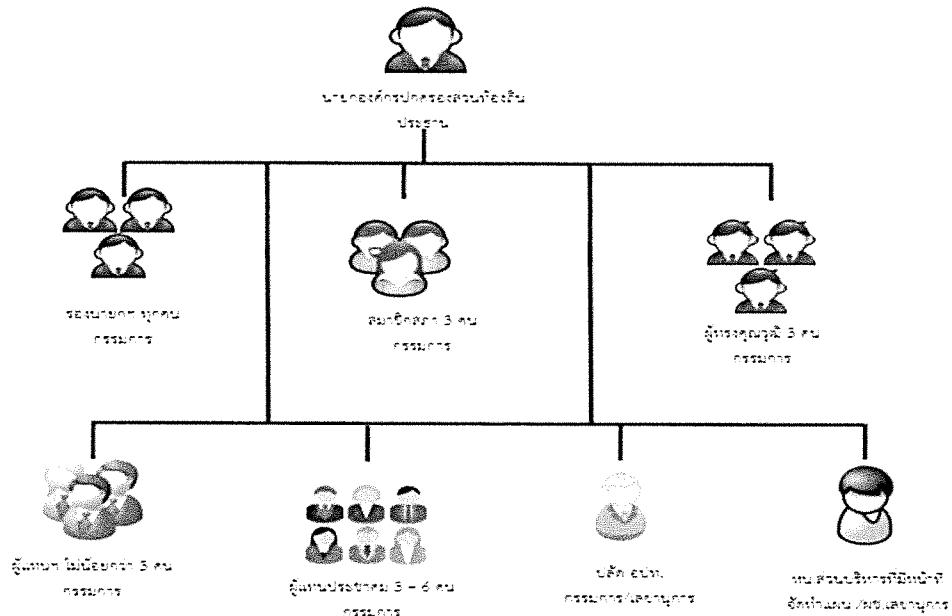 นายกองค์กรปกครองส่วนท้องถิ่น
ประธาน
รองนายกฯ ทุกคน
กรรมการ
สมาชิกสภา 3 คน
กรรมการ
ผู้ทรงคุณวุฒิ 3 คน
กรรมการ
ผู้แทนฯ ไม่น้อยกว่า 3 คน
กรรมการ
ผู้แทนประชาคม 3 – 6 คน
กรรมการ
ปลัด อปท.
กรรมการ/เลขานุการ
หน.ส่วนบริหารที่มีหน้าที่
จัดทำแผน /ผช.เลขานุการ